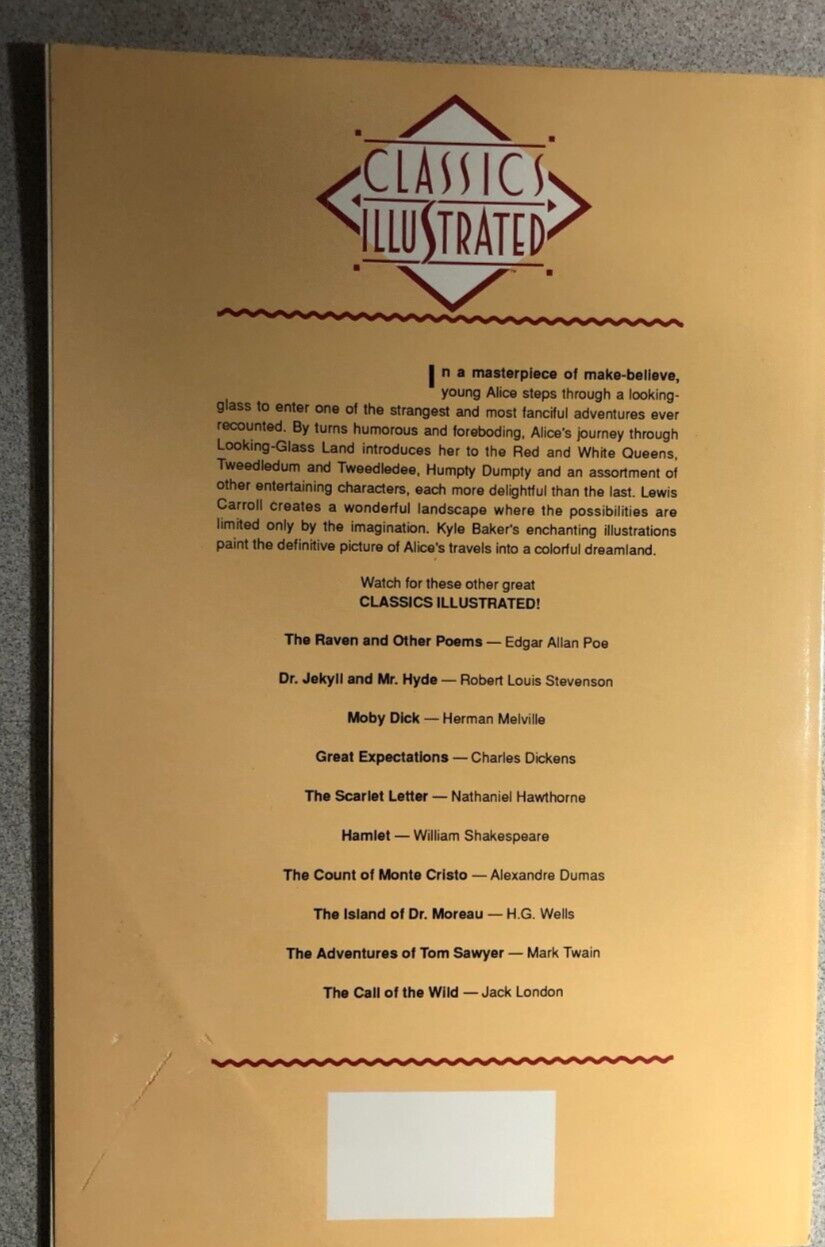 CLASSICS
ILLUSTRATED
In a masterpiece of make-believe,
young Alice steps through a looking-
glass to enter one of the strangest and most fanciful adventures ever
recounted. By turns humorous and foreboding, Alice's journey through
Looking-Glass Land introduces her to the Red and White Queens,
Tweedledum and Tweedledee, Humpty Dumpty and an assortment of
other entertaining characters, each more delightful than the last. Lewis
Carroll creates a wonderful landscape where the possibilities are
limited only by the imagination. Kyle Baker's enchanting illustrations
paint the definitive picture of Alice's travels into a colorful dreamland.
Watch for these other great
CLASSICS ILLUSTRATED!
The Raven and Other Poems — Edgar Allan Poe
Dr. Jekyll and Mr. Hyde — Robert Louis Stevenson
Moby Dick — Herman Melville
Great Expectations — Charles Dickens
The Scarlet Letter — Nathaniel Hawthorne
Hamlet — William Shakespeare
The Count of Monte Cristo — Alexandre Dumas
The Island of Dr. Moreau — H.G. Wells
The Adventures of Tom Sawyer — Mark Twain
The Call of the Wild — Jack London